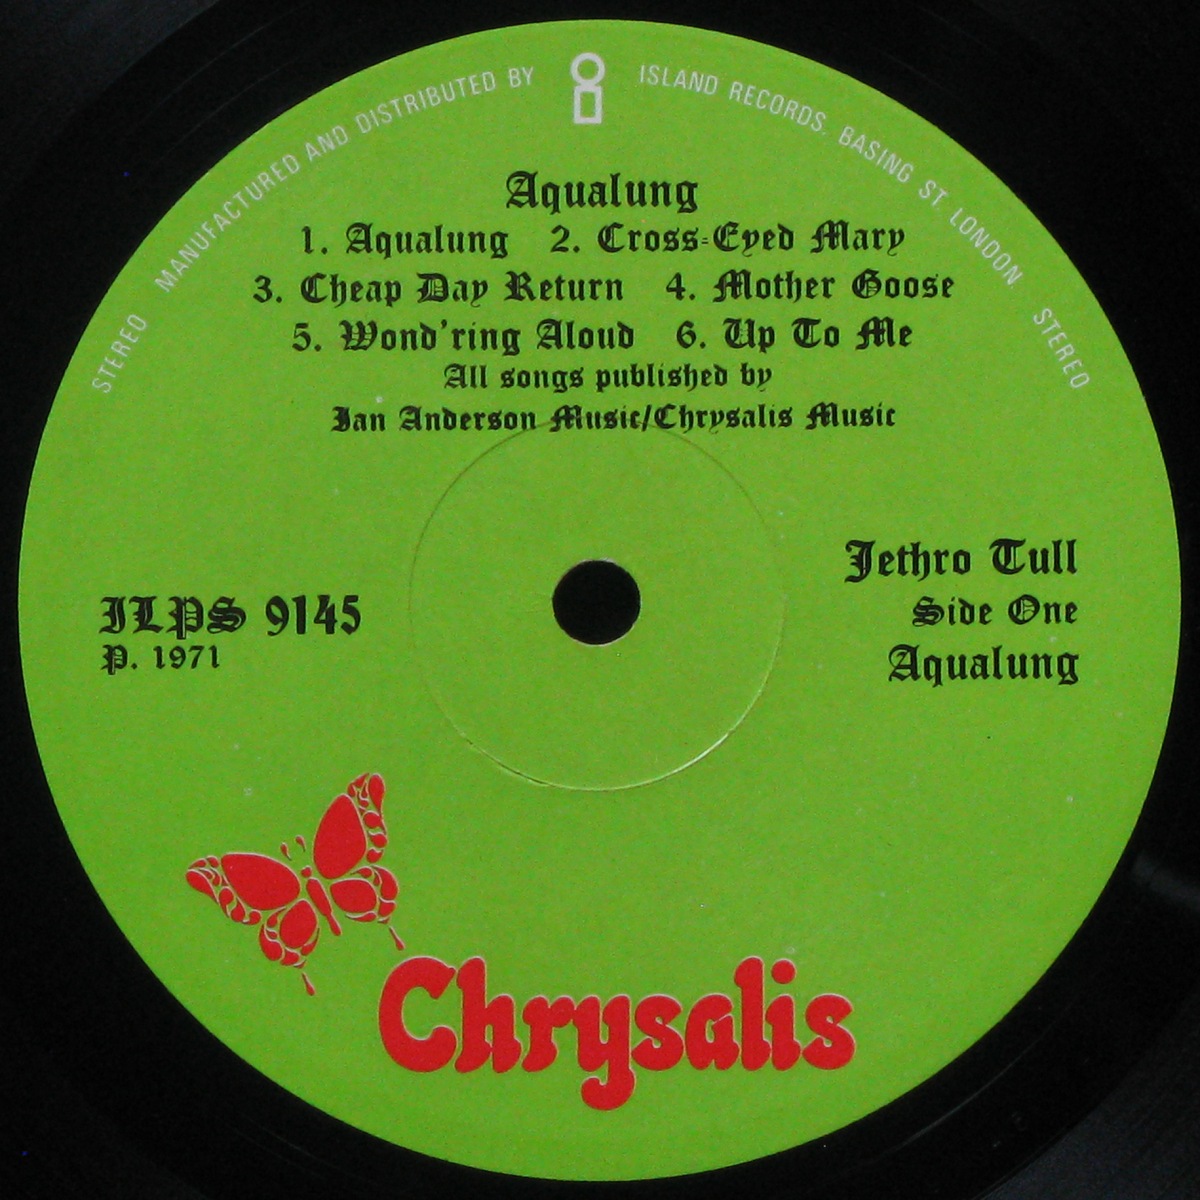 STEREO MANUFACTURED AND DISTRIBUTED BY ISLAND RECORDS. BASING ST. LONDON STEREO
Aqualung
1. Aqualung 2. Cross-Eyed Mary
3. Cheap Day Return 4. Mother Goose
5. Wond'ring Aloud 6. Up To Me
All songs published by
Ian Anderson Music/Chrysalis Music
Jethro Tull
Side One
Aqualung
ILPS 9145
P. 1971
Chrysalis